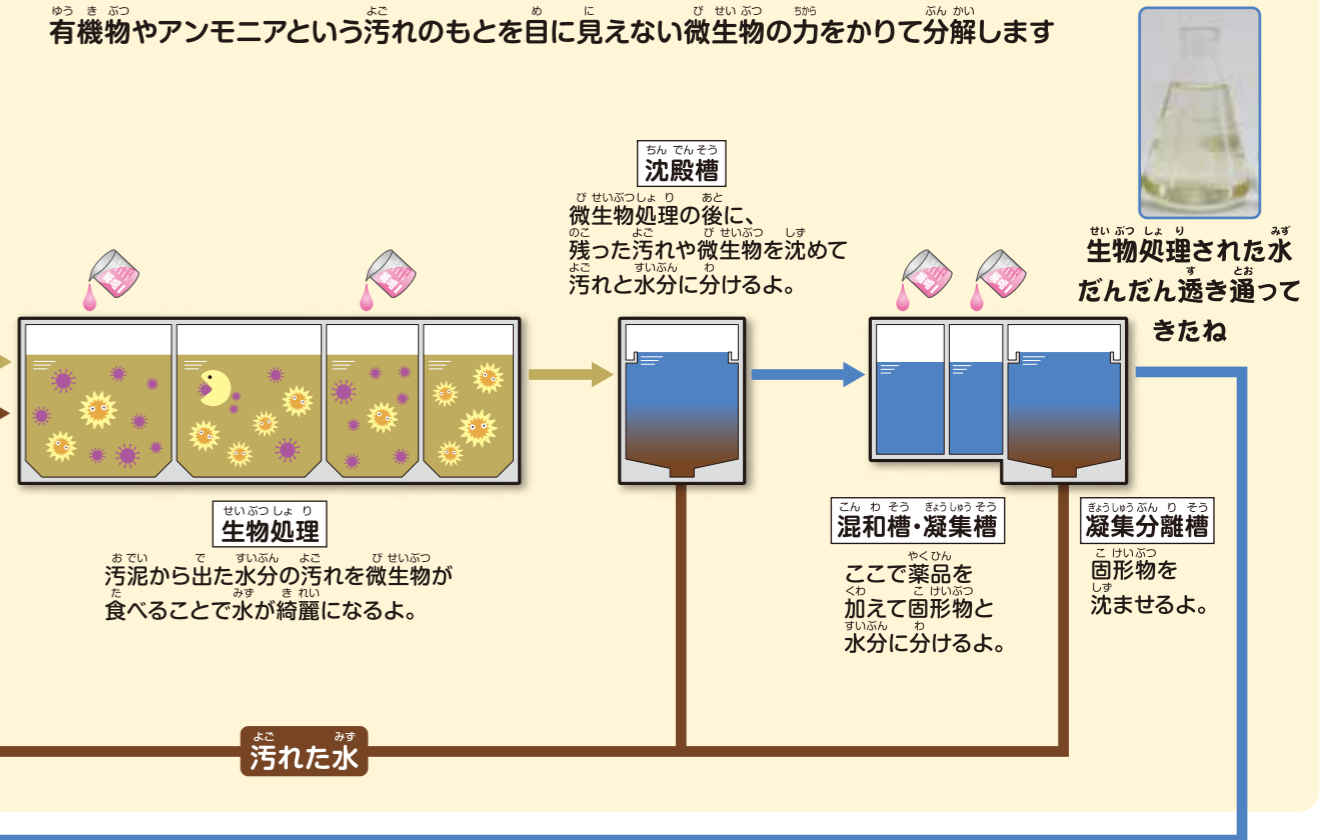 有機物やアンモニアという汚れのもとを目に見えない微生物の力をかりて分解します
沈殿槽
微生物処理の後に、
残った汚れや微生物を沈めて
汚れと水分に分けるよ。
生物処理された水
だんだん透き通って
きたね
生物処理
汚泥から出た水分の汚れを微生物が
食べることで水が綺麗になるよ。
混和槽・凝集槽
ここで薬品を
加えて固形物と
水分に分けるよ。
凝集分離槽
固形物を
沈ませるよ。
汚れた水